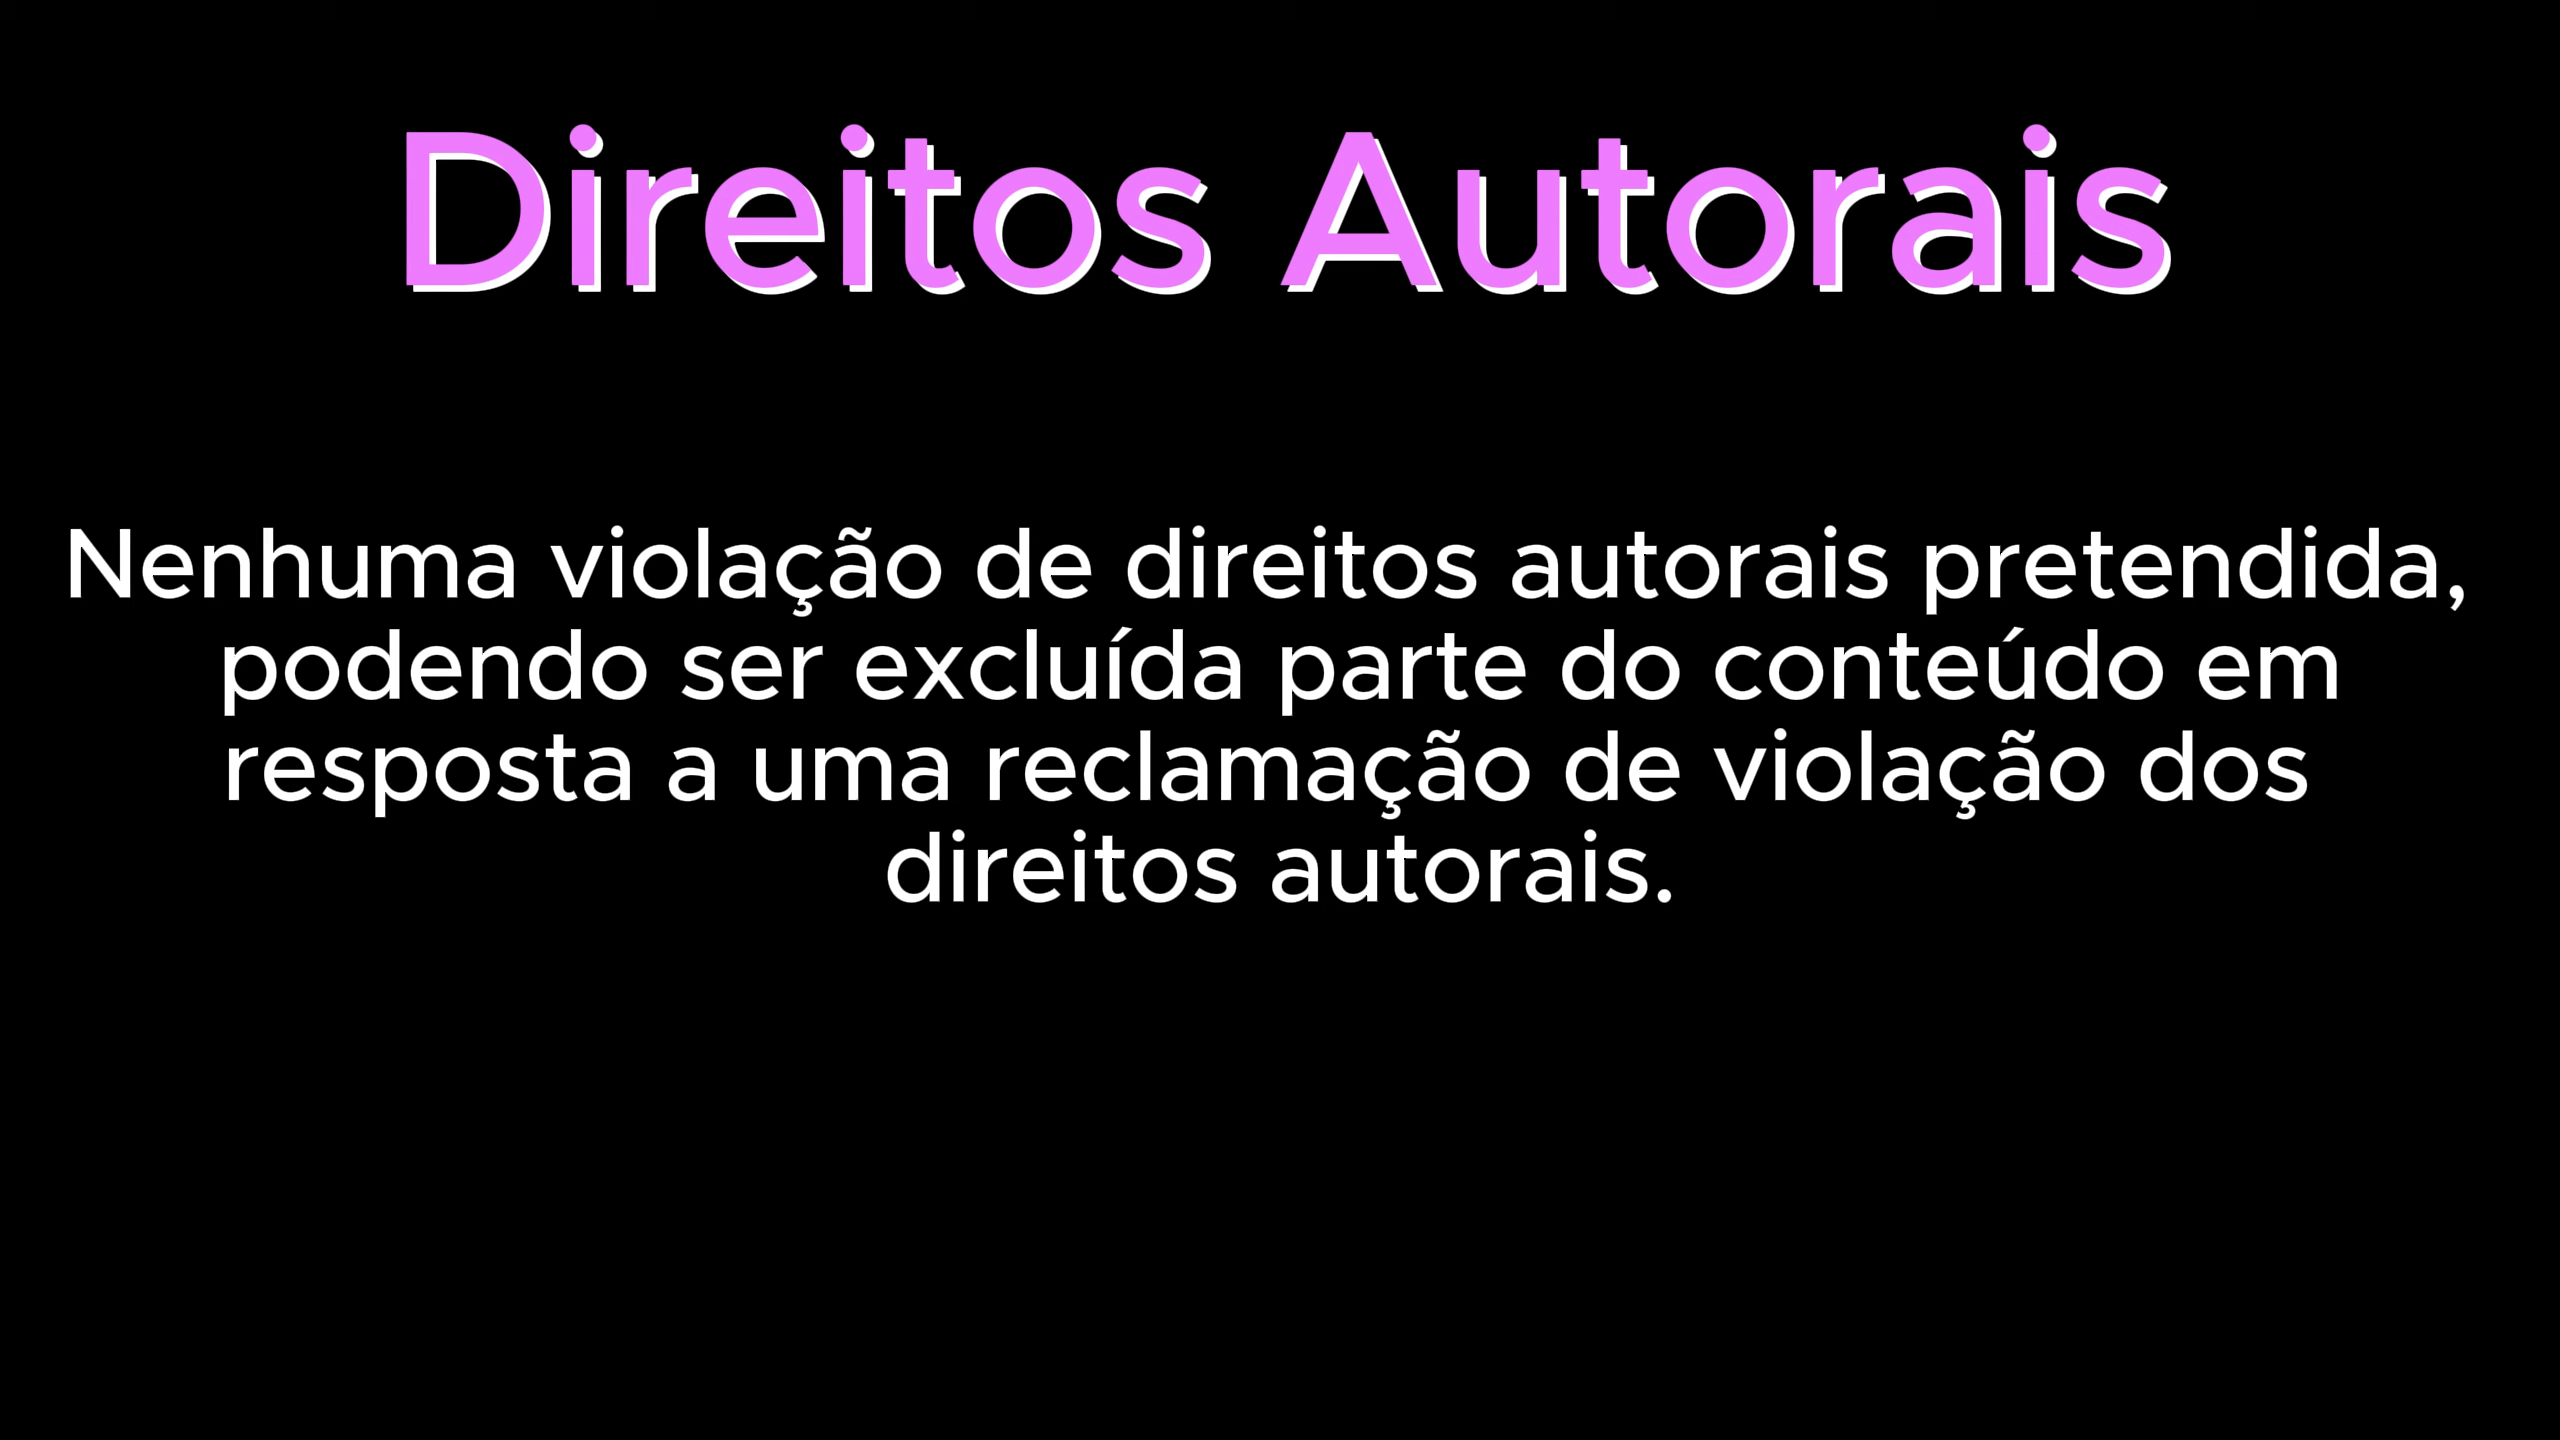 Direitos Autorais
Nenhuma violação de direitos autorais pretendida,
podendo ser excluída parte do conteúdo em
resposta a uma reclamação de violação dos
direitos autorais.